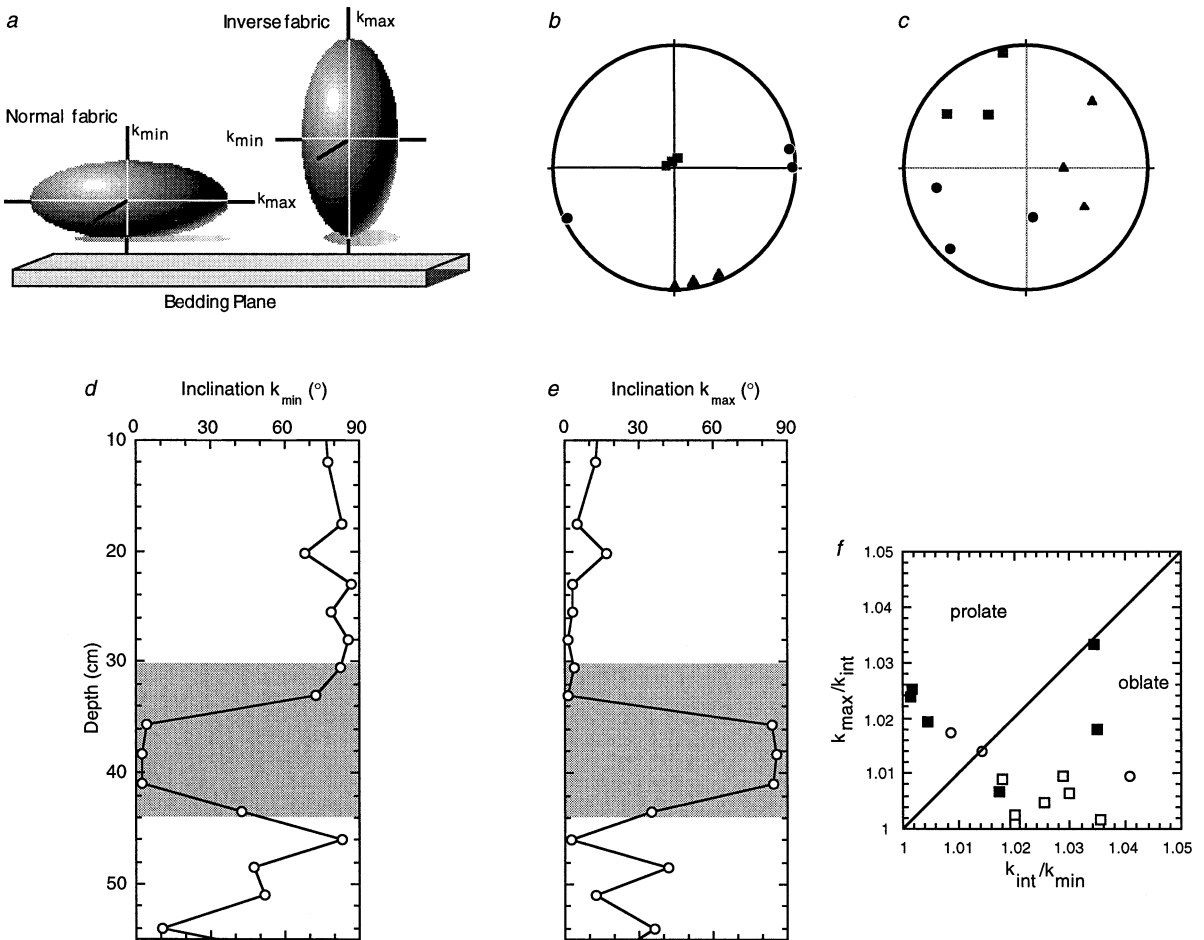 a
Inverse fabric
kmax
Normal fabric
kmin
kmin
kmax
Bedding Plane
b
c
d
Inclination kmin (°)
0 30 60 90
Depth (cm)
10
20
30
40
50
e
Inclination kmax (°)
0 30 60 90
f
1.05
1.04
1.03
1.02
1.01
1
prolate
oblate
kmax/kint
1 1.01 1.02 1.03 1.04 1.05
kint/kmin